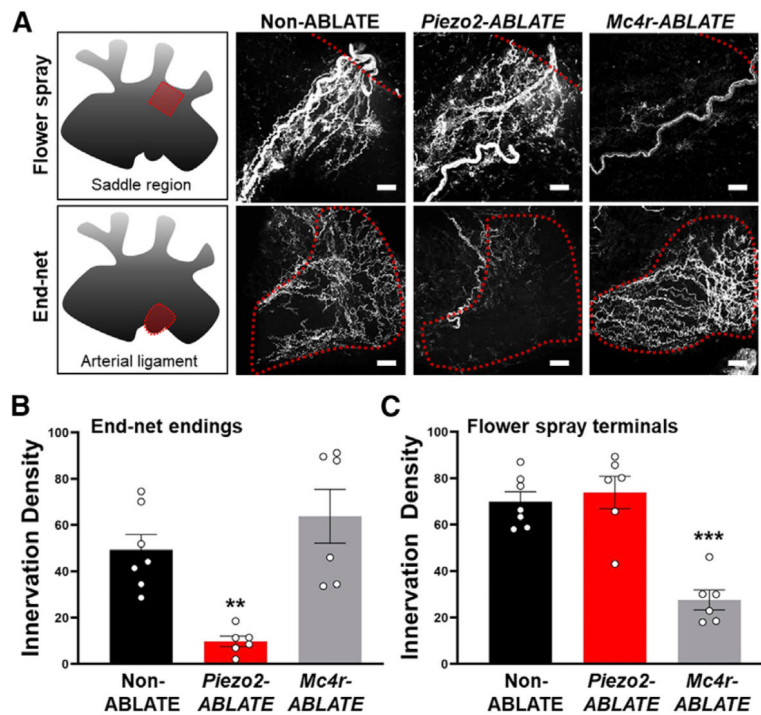 A
Non-ABLATE
Piezo2-ABLATE
Mc4r-ABLATE
Flower spray
Saddle region
End-net
Arterial ligament
B
End-net endings
Innervation Density
100
80
60
40
20
0
**
Non-
ABLATE
Piezo2-
ABLATE
Mc4r-
ABLATE
C
Flower spray terminals
Innervation Density
100
80
60
40
20
0
***
Non-
ABLATE
Piezo2-
ABLATE
Mc4r-
ABLATE